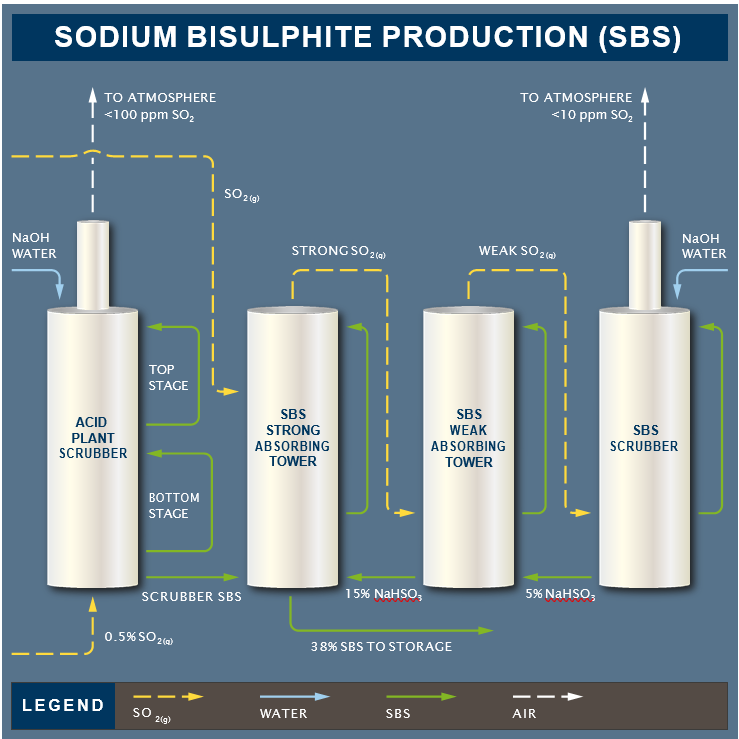 SODIUM BISULPHITE PRODUCTION (SBS)
TO ATMOSPHERE
<100 ppm SO₂
TO ATMOSPHERE
<10 ppm SO₂
SO₂(g)
NaOH
WATER
STRONG SO₂(g)
WEAK SO₂(g)
NaOH
WATER
TOP
STAGE
ACID
PLANT
SCRUBBER
SBS
STRONG
ABSORBING
TOWER
SBS
WEAK
ABSORBING
TOWER
SBS
SCRUBBER
BOTTOM
STAGE
SCRUBBER SBS
15% NaHSO₃
5% NaHSO₃
0.5% SO₂(g)
38% SBS TO STORAGE
LEGEND
SO ₂(g)
WATER
SBS
AIR